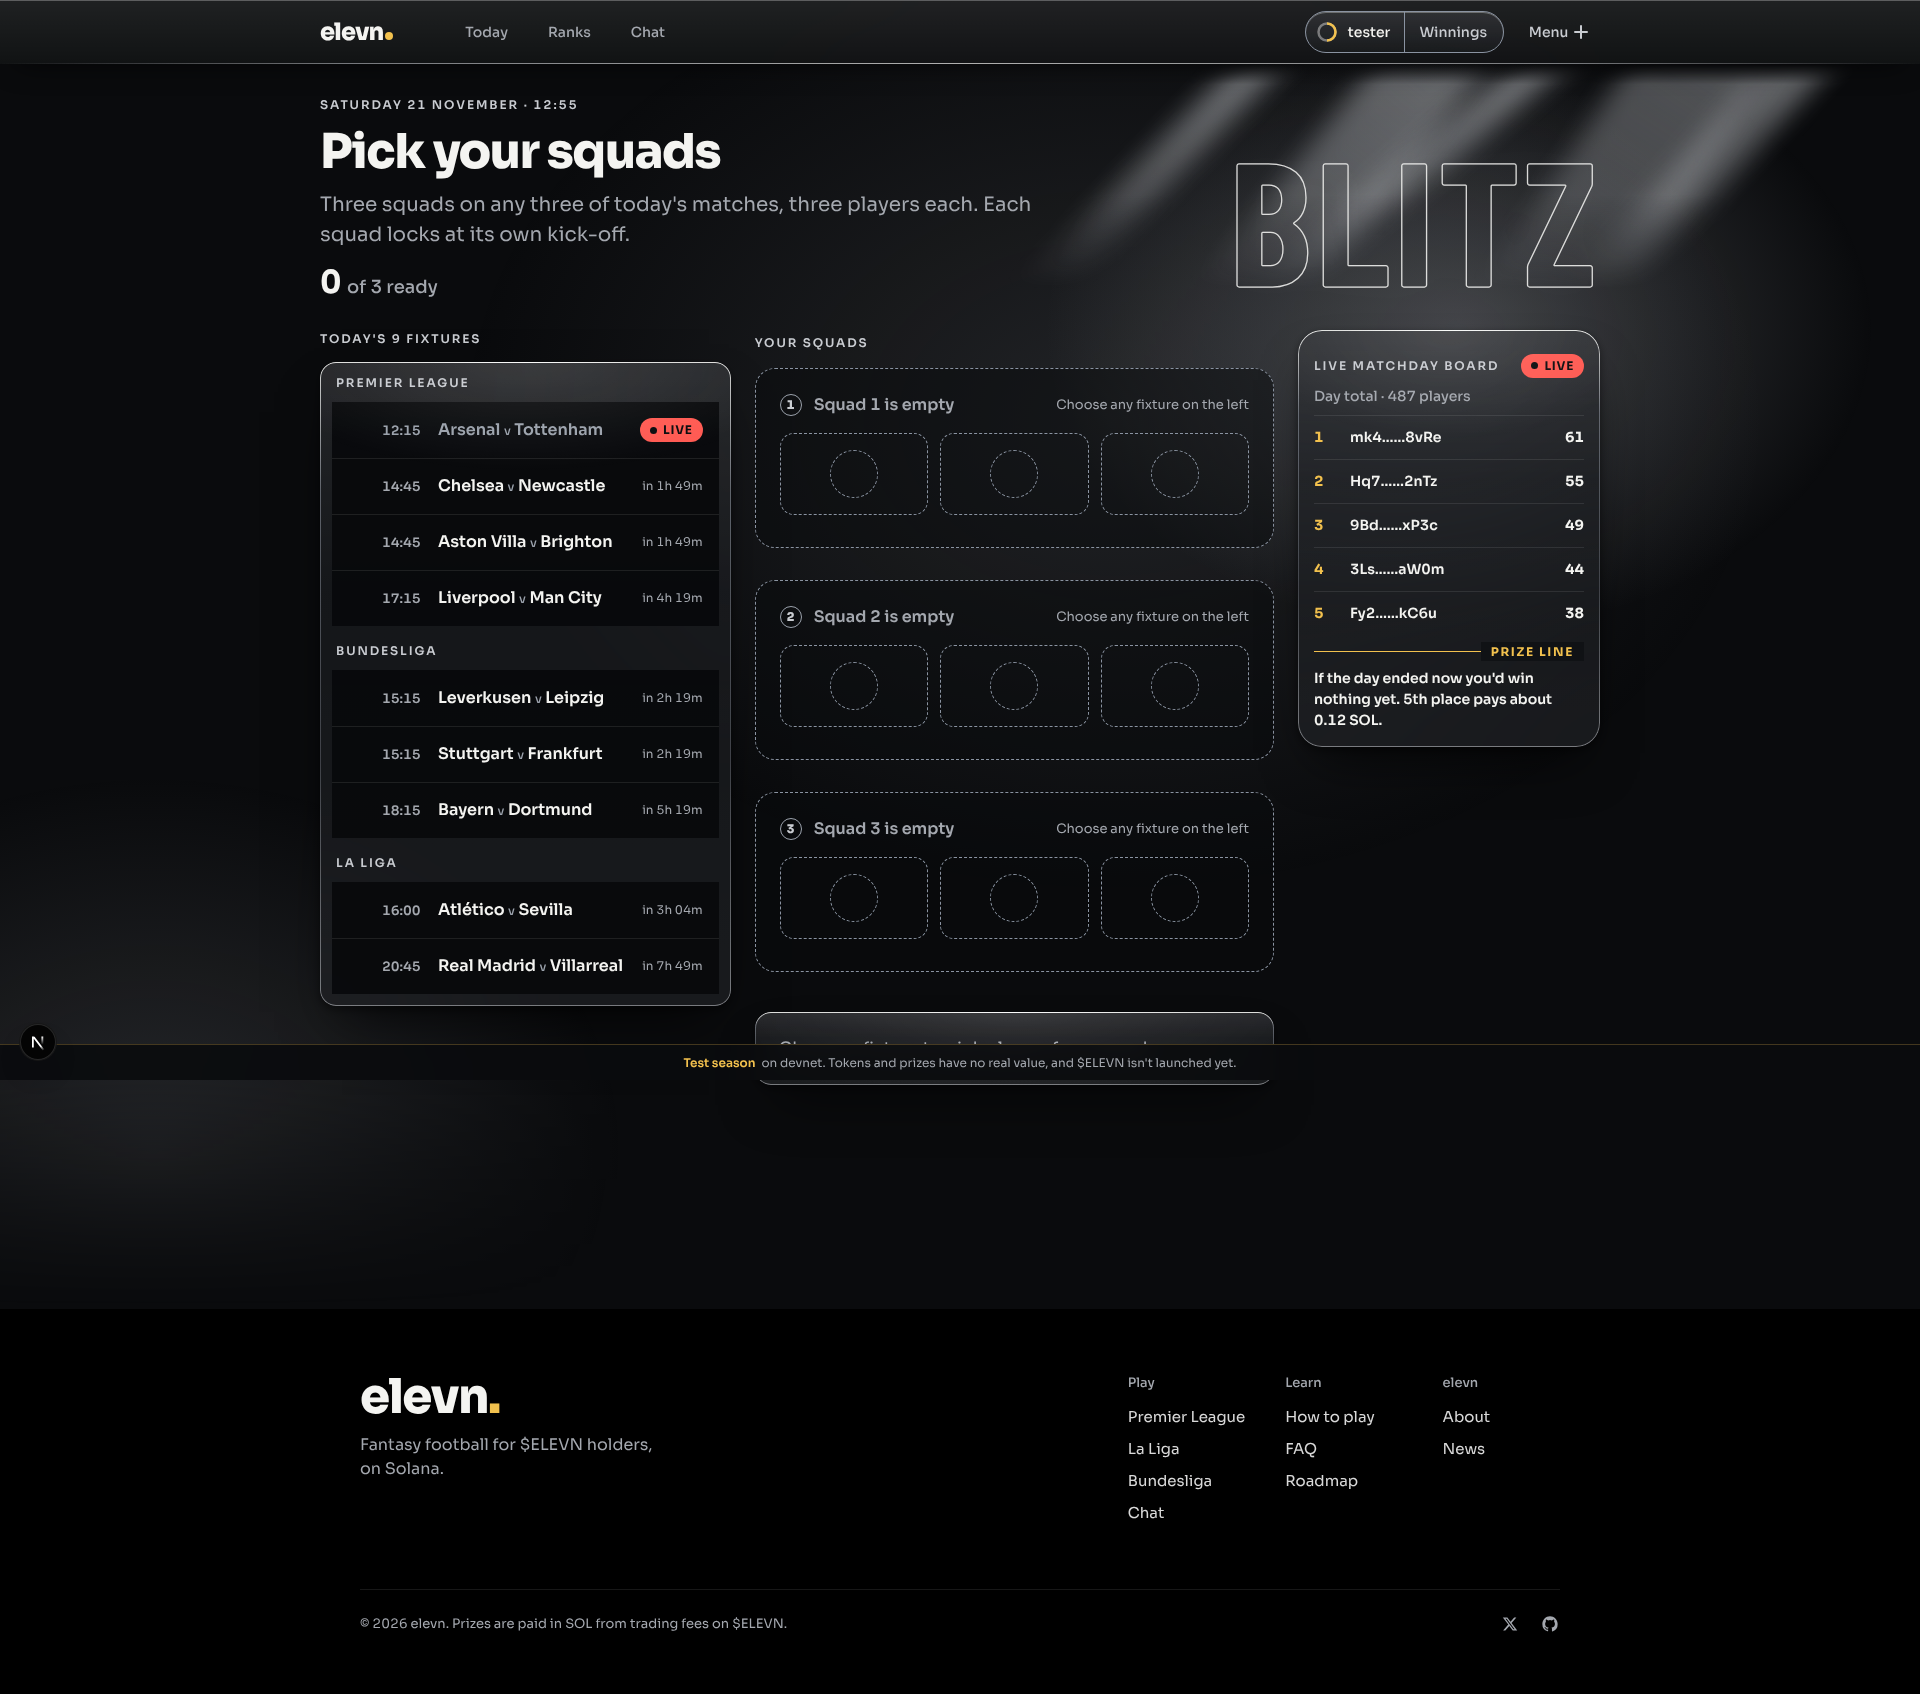 elevn.
Today
Ranks
Chat
tester
Winnings
Menu
SATURDAY 21 NOVEMBER · 12:55
Pick your squads
Three squads on any three of today's matches, three players each. Each
squad locks at its own kick-off.
0 of 3 ready
BLITZ
TODAY'S 9 FIXTURES
PREMIER LEAGUE
12:15 Arsenal v Tottenham LIVE
14:45 Chelsea v Newcastle in 1h 49m
14:45 Aston Villa v Brighton in 1h 49m
17:15 Liverpool v Man City in 4h 19m
BUNDESLIGA
15:15 Leverkusen v Leipzig in 2h 19m
15:15 Stuttgart v Frankfurt in 2h 19m
18:15 Bayern v Dortmund in 5h 19m
LA LIGA
16:00 Atlético v Sevilla in 3h 04m
20:45 Real Madrid v Villarreal in 7h 49m
YOUR SQUADS
1 Squad 1 is empty Choose any fixture on the left
2 Squad 2 is empty Choose any fixture on the left
3 Squad 3 is empty Choose any fixture on the left
LIVE MATCHDAY BOARD LIVE
Day total · 487 players
1 mk4......8vRe 61
2 Hq7......2nTz 55
3 9Bd......xP3c 49
4 3Ls......aW0m 44
5 Fy2......kC6u 38
PRIZE LINE
If the day ended now you'd win
nothing yet. 5th place pays about
0.12 SOL.
N
Test season on devnet. Tokens and prizes have no real value, and $ELEVN isn't launched yet.
elevn.
Fantasy football for $ELEVN holders,
on Solana.
Play
Premier League
La Liga
Bundesliga
Chat
Learn
How to play
FAQ
Roadmap
elevn
About
News
© 2026 elevn. Prizes are paid in SOL from trading fees on $ELEVN.